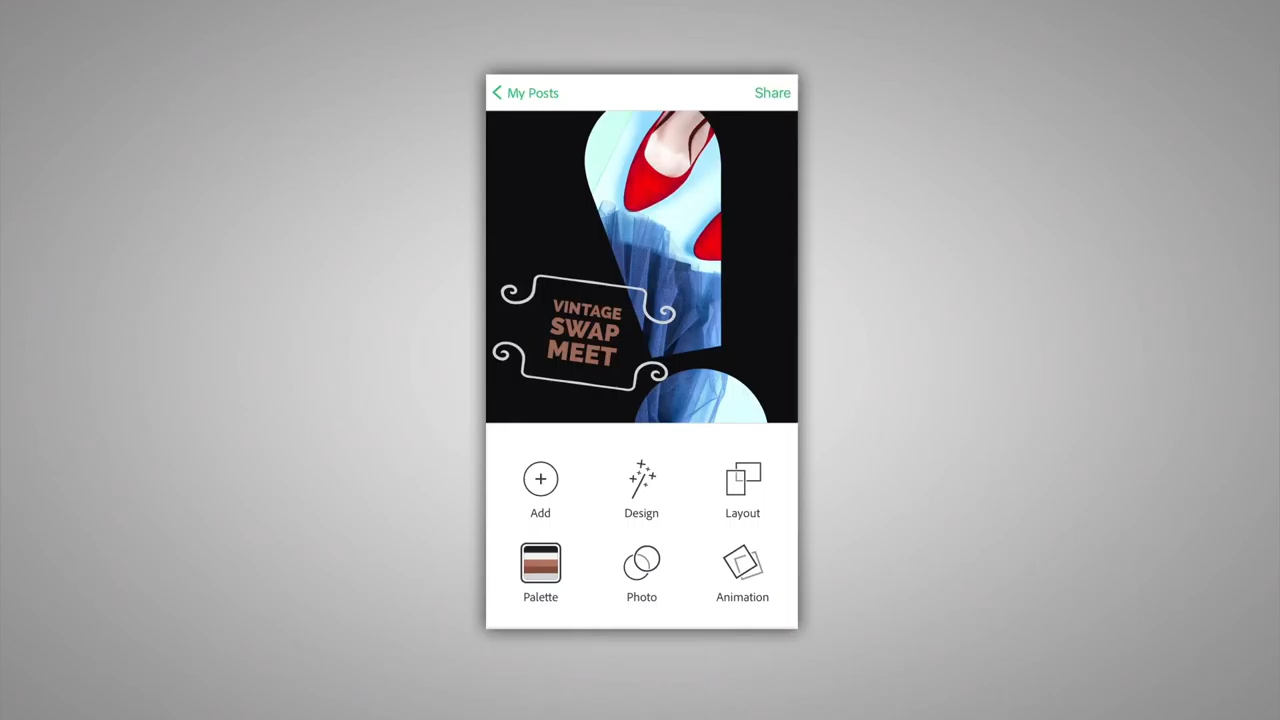 My Posts
Share
VINTAGE
SWAP
MEET
Add
Design
Layout
Palette
Photo
Animation